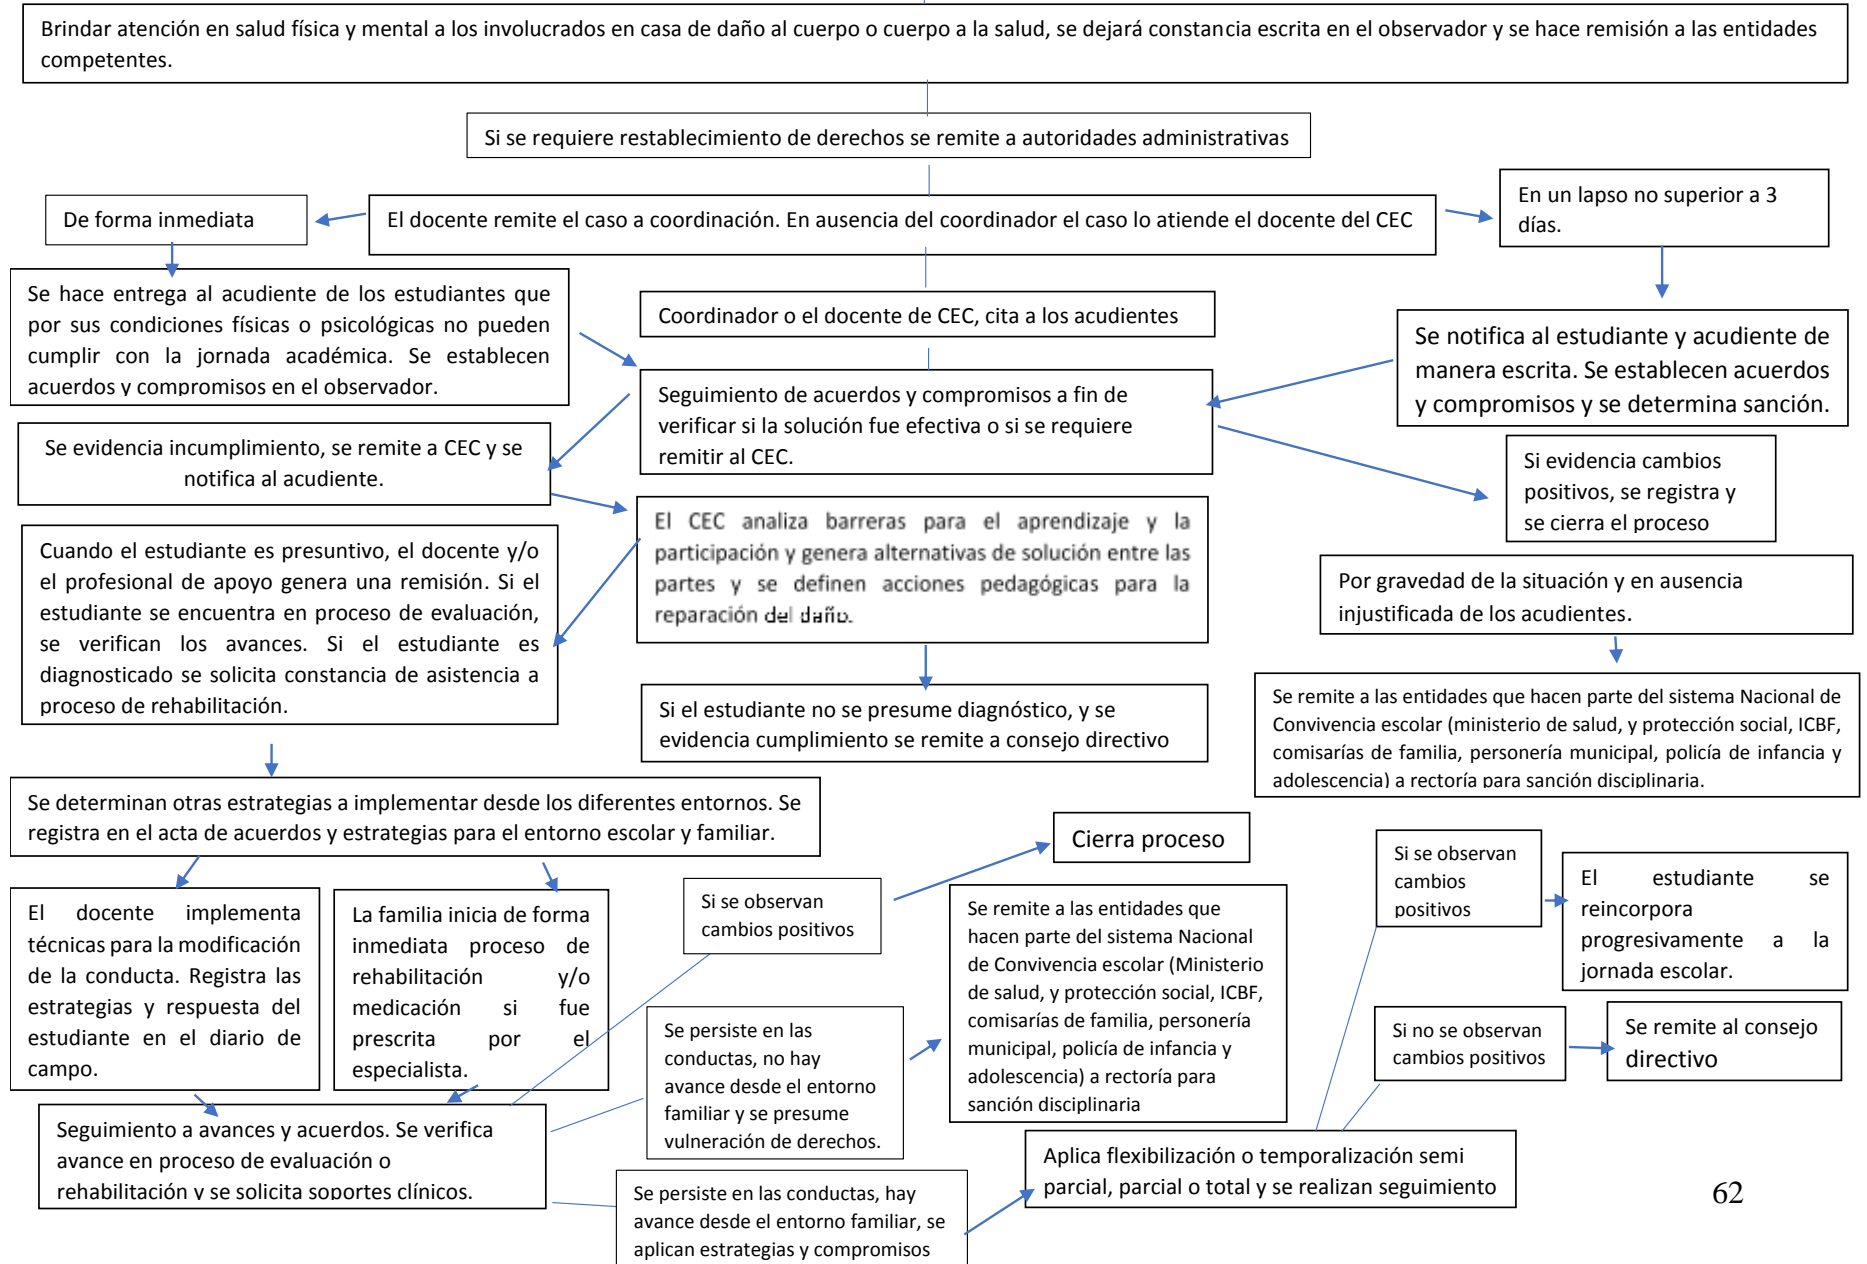 Brindar atención en salud física y mental a los involucrados en casa de daño al cuerpo o cuerpo a la salud, se dejará constancia escrita en el observador y se hace remisión a las entidades
competentes.
Si se requiere restablecimiento de derechos se remite a autoridades administrativas
De forma inmediata
El docente remite el caso a coordinación. En ausencia del coordinador el caso lo atiende el docente del CEC
En un lapso no superior a 3
días.
Se hace entrega al acudiente de los estudiantes que
por sus condiciones físicas o psicológicas no pueden
cumplir con la jornada académica. Se establecen
acuerdos y compromisos en el observador.
Coordinador o el docente de CEC, cita a los acudientes
Se notifica al estudiante y acudiente de
manera escrita. Se establecen acuerdos
y compromisos y se determina sanción.
Seguimiento de acuerdos y compromisos a fin de
verificar si la solución fue efectiva o si se requiere
remitir al CEC.
Se evidencia incumplimiento, se remite a CEC y se
notifica al acudiente.
Si evidencia cambios
positivos, se registra y
se cierra el proceso
El CEC analiza barreras para el aprendizaje y la
participación y genera alternativas de solución entre las
partes y se definen acciones pedagógicas para la
reparación del daño.
Cuando el estudiante es presuntivo, el docente y/o
el profesional de apoyo genera una remisión. Si el
estudiante se encuentra en proceso de evaluación,
se verifican los avances. Si el estudiante es
diagnosticado se solicita constancia de asistencia a
proceso de rehabilitación.
Por gravedad de la situación y en ausencia
injustificada de los acudientes.
Si el estudiante no se presume diagnóstico, y se
evidencia cumplimiento se remite a consejo directivo
Se remite a las entidades que hacen parte del sistema Nacional de
Convivencia escolar (ministerio de salud, y protección social, ICBF,
comisarías de familia, personería municipal, policía de infancia y
adolescencia) a rectoría para sanción disciplinaria.
Se determinan otras estrategias a implementar desde los diferentes entornos. Se
registra en el acta de acuerdos y estrategias para el entorno escolar y familiar.
Cierra proceso
Si se observan
cambios
positivos
El estudiante se
reincorpora
progresivamente a la
jornada escolar.
El docente implementa
técnicas para la modificación
de la conducta. Registra las
estrategias y respuesta del
estudiante en el diario de
campo.
La familia inicia de forma
inmediata proceso de
rehabilitación y/o
medicación si fue
prescrita por el
especialista.
Si se observan
cambios positivos
Se remite a las entidades que
hacen parte del sistema Nacional
de Convivencia escolar (Ministerio
de salud, y protección social, ICBF,
comisarías de familia, personería
municipal, policía de infancia y
adolescencia) a rectoría para
sanción disciplinaria
Se persiste en las
conductas, no hay
avance desde el entorno
familiar y se presume
vulneración de derechos.
Si no se observan
cambios positivos
Se remite al consejo
directivo
Seguimiento a avances y acuerdos. Se verifica
avance en proceso de evaluación o
rehabilitación y se solicita soportes clínicos.
Aplica flexibilización o temporalización semi
parcial, parcial o total y se realizan seguimiento
Se persiste en las conductas, hay
avance desde el entorno familiar, se
aplican estrategias y compromisos
62